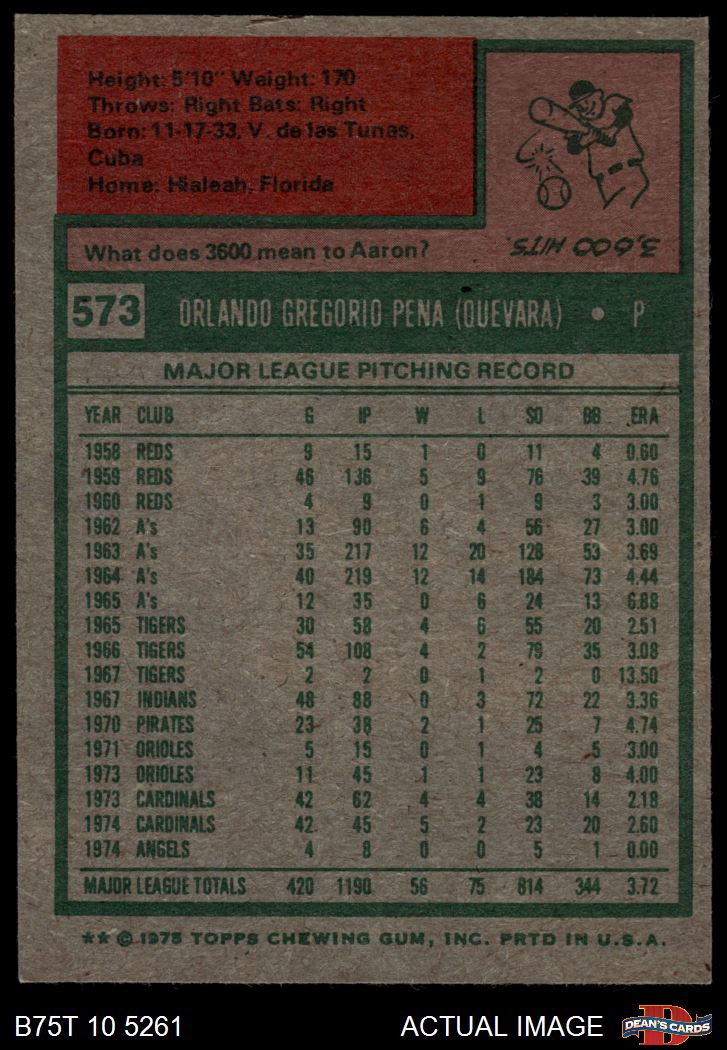 Height: 5'10" Weight: 170
Throws: Right Bats: Right
Born: 11-17-33, V. de las Tunas,
Cuba
Home: Hialeah, Florida
What does 3600 mean to Aaron?
3,600 HITS.
573 ORLANDO GREGORIO PENA (QUEVARA) • P
MAJOR LEAGUE PITCHING RECORD
YEAR CLUB G IP W L SO BB ERA
1958 REDS 9 15 1 0 11 4 0.60
1959 REDS 46 136 5 9 76 39 4.76
1960 REDS 4 9 0 1 9 3 3.00
1962 A's 13 90 6 4 56 27 3.00
1963 A's 35 217 12 20 128 53 3.69
1964 A's 40 219 12 14 184 73 4.44
1965 A's 12 35 0 6 24 13 6.88
1965 TIGERS 30 58 4 6 55 20 2.51
1966 TIGERS 54 108 4 2 79 35 3.08
1967 TIGERS 2 2 0 1 2 0 13.50
1967 INDIANS 48 88 0 3 72 22 3.36
1970 PIRATES 23 38 2 1 25 7 4.74
1971 ORIOLES 5 15 0 1 4 5 3.00
1973 ORIOLES 11 45 1 1 23 8 4.00
1973 CARDINALS 42 62 4 4 38 14 2.18
1974 CARDINALS 42 45 5 2 23 20 2.60
1974 ANGELS 4 8 0 0 5 1 0.00
MAJOR LEAGUE TOTALS 420 1190 56 75 814 344 3.72
** © 1975 TOPPS CHEWING GUM, INC. PRTD IN U.S.A.
B75T 10 5261 ACTUAL IMAGE D DEAN'S CARDS